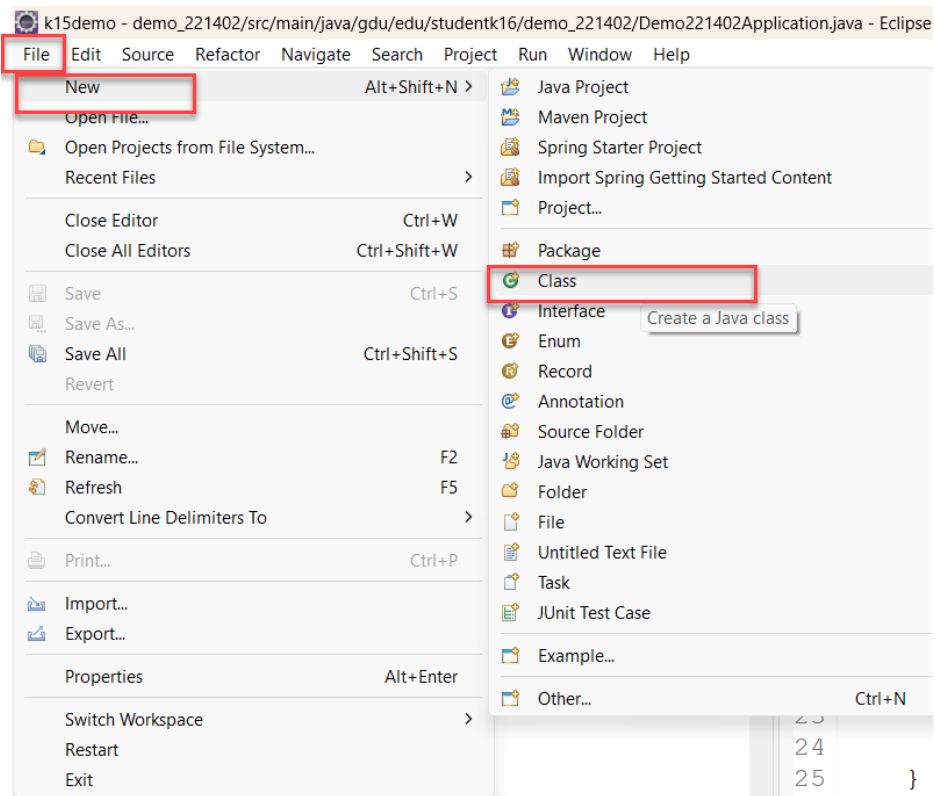 k15demo - demo_221402/src/main/java/gdu/edu/studentk16/demo_221402/Demo221402Application.java - Eclipse
File Edit Source Refactor Navigate Search Project Run Window Help
New Alt+Shift+N >
Open File...
Open Projects from File System...
Recent Files >
Close Editor Ctrl+W
Close All Editors Ctrl+Shift+W
Save Ctrl+S
Save As...
Save All Ctrl+Shift+S
Revert
Move...
Rename... F2
Refresh F5
Convert Line Delimiters To >
Print... Ctrl+P
Import...
Export...
Properties Alt+Enter
Switch Workspace >
Restart
Exit
Java Project
Maven Project
Spring Starter Project
Import Spring Getting Started Content
Project...
Package
Class
Interface
Create a Java class
Enum
Record
Annotation
Source Folder
Java Working Set
Folder
File
Untitled Text File
Task
JUnit Test Case
Example...
Other... Ctrl+N
23
24
25 }